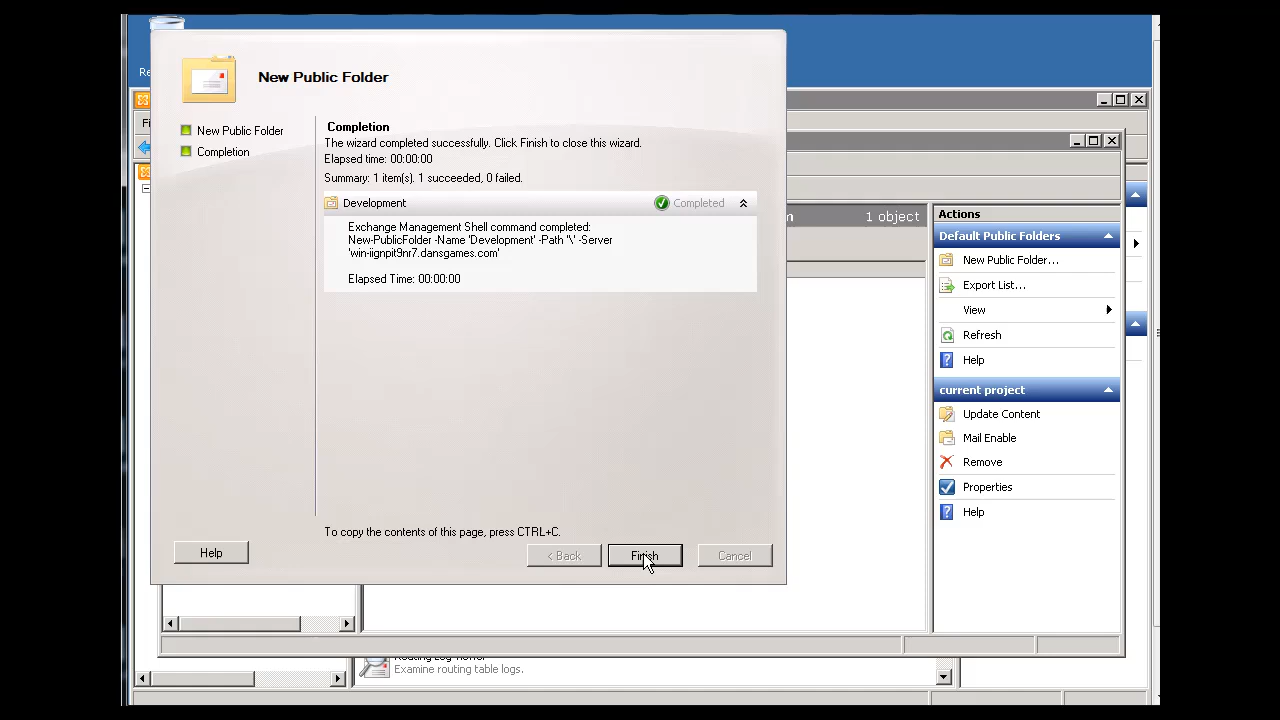 Re
New Public Folder
New Public Folder
Completion
Completion
The wizard completed successfully. Click Finish to close this wizard.
Elapsed time: 00:00:00
Summary: 1 item(s). 1 succeeded, 0 failed.
Development
Completed
Exchange Management Shell command completed:
New-PublicFolder -Name 'Development' -Path '\' -Server
'win-iignpit9nr7.dansgames.com'
Elapsed Time: 00:00:00
To copy the contents of this page, press CTRL+C.
Help
< Back
Finish
Cancel
Fi
1 object
Actions
Default Public Folders
New Public Folder...
Export List...
View
Refresh
Help
current project
Update Content
Mail Enable
Remove
Properties
Help
Examine routing table logs.